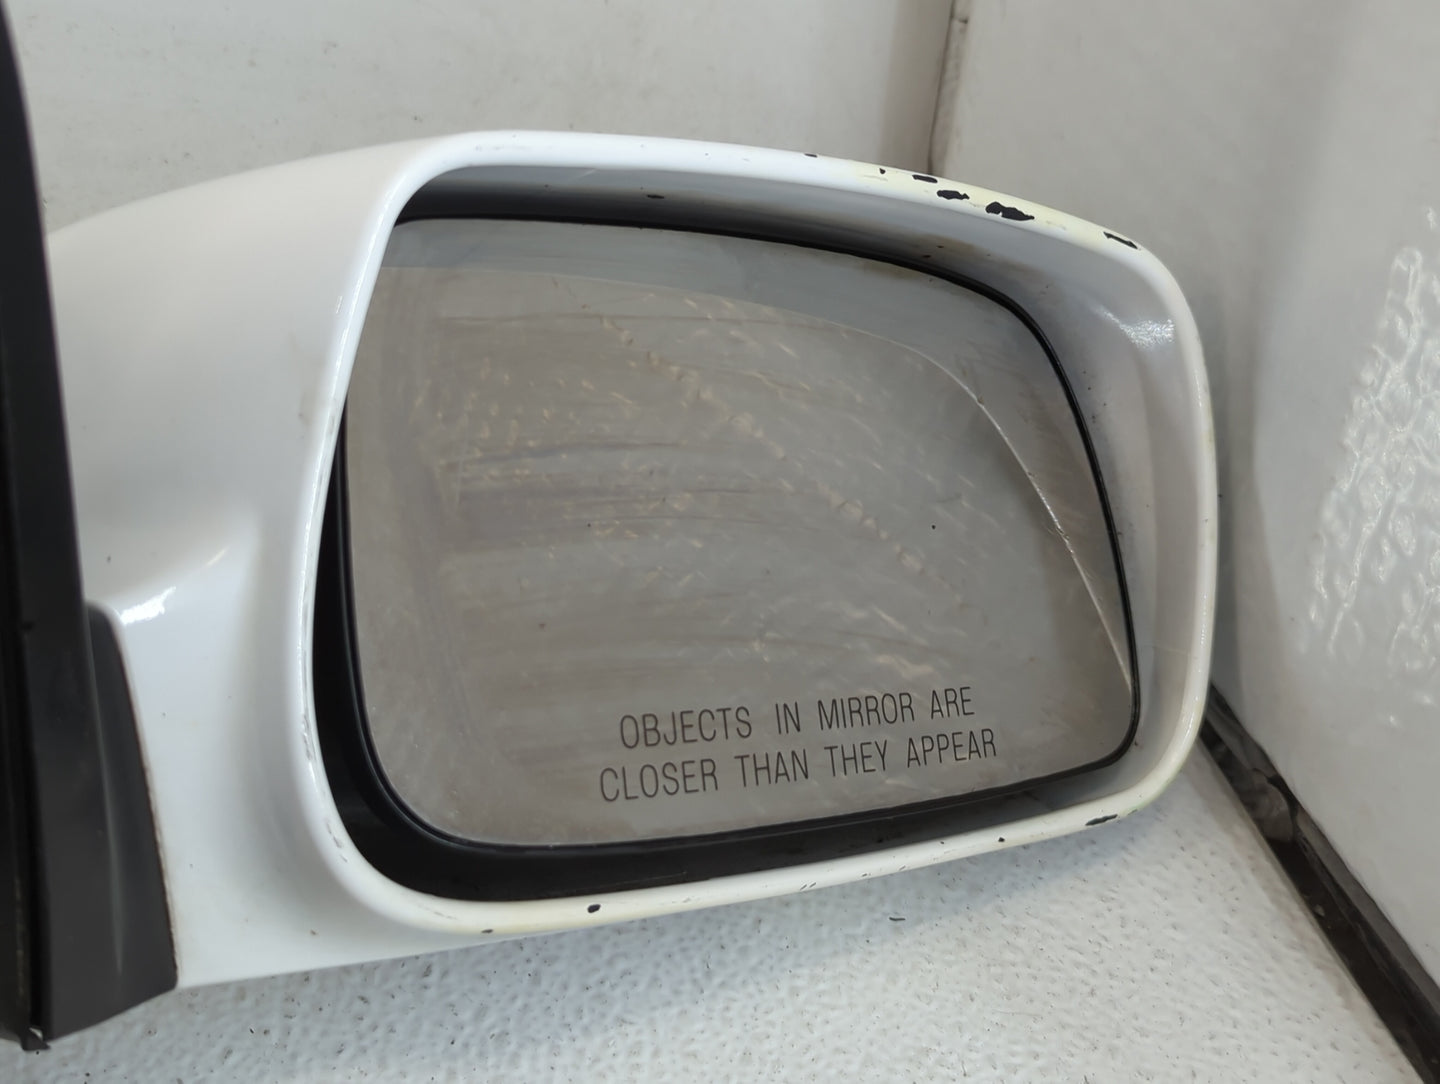 OBJECTS IN MIRROR ARE
CLOSER THAN THEY APPEAR